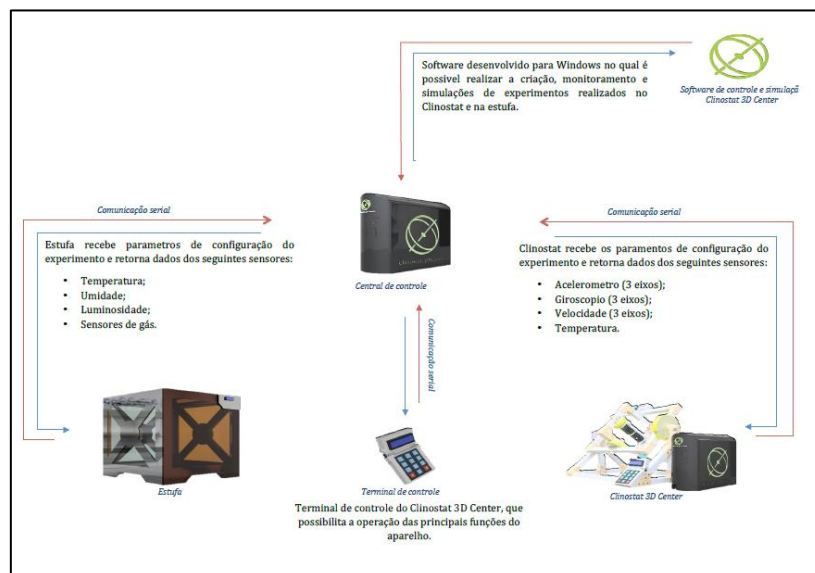 Software desenvolvido para Windows no qual é
possivel realizar a criação, monitoramento e
simulações de experimentos realizados no
Clinostat e na estufa.
Software de controle e simulaçã
Clinostat 3D Center
Comunicação serial
Estufa recebe parametros de configuração do
experimento e retorna dados dos seguintes sensores:
• Temperatura;
• Umidade;
• Luminosidade;
• Sensores de gás.
Central de controle
Comunicação serial
Comunicação serial
Clinostat recebe os paramentos de configuração do
experimento e retorna dados dos seguintes sensores:
• Acelerometro (3 eixos);
• Giroscopio (3 eixos);
• Velocidade (3 eixos);
• Temperatura.
Estufa
Terminal de controle
Terminal de controle do Clinostat 3D Center, que
possibilita a operação das principais funções do
aparelho.
Clinostat 3D Center